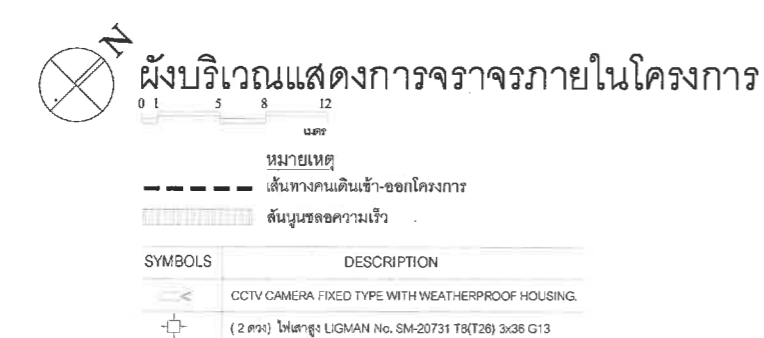 N
ผังบริเวณแสดงการจราจรภายในโครงการ
0 1 5 8 12
เมตร
หมายเหตุ
เส้นทางคนเดินเข้า-ออกโครงการ
สันนูนชลอความเร็ว
SYMBOLS DESCRIPTION
CCTV CAMERA FIXED TYPE WITH WEATHERPROOF HOUSING.
( 2 ดวง) ไฟเสาสูง LIGMAN No. SM-20731 T8(T26) 3x36 G13